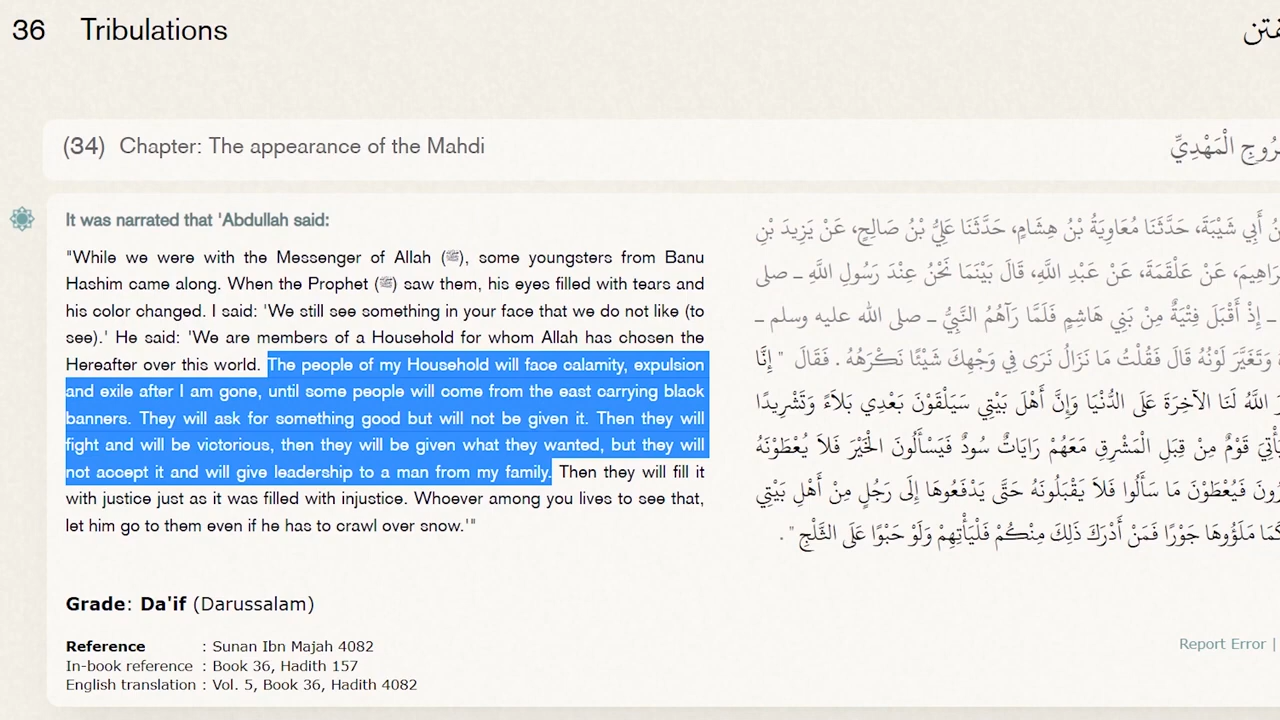 36 Tribulations
فتن
(34) Chapter: The appearance of the Mahdi
الْمَهْدِيِّ
It was narrated that 'Abdullah said:
"While we were with the Messenger of Allah (ﷺ), some youngsters from Banu
Hashim came along. When the Prophet (ﷺ) saw them, his eyes filled with tears and
his color changed. I said: 'We still see something in your face that we do not like (to
see).' He said: 'We are members of a Household for whom Allah has chosen the
Hereafter over this world. The people of my Household will face calamity, expulsion
and exile after I am gone, until some people will come from the east carrying black
banners. They will ask for something good but will not be given it. Then they will
fight and will be victorious, then they will be given what they wanted, but they will
not accept it and will give leadership to a man from my family. Then they will fill it
with justice just as it was filled with injustice. Whoever among you lives to see that,
let him go to them even if he has to crawl over snow.'"
أَبِي شَيْبَةَ، حَدَّثَنَا مُعَاوِيَةُ بْنُ هِشَامٍ، حَدَّثَنَا عَلِيُّ بْنُ صَالِحٍ، عَنْ يَزِيدَ بْنِ
عَنْ عَلْقَمَةَ، عَنْ عَبْدِ اللَّهِ، قَالَ بَيْنَمَا نَحْنُ عِنْدَ رَسُولِ اللَّهِ ـ صلى
ـ إِذْ أَقْبَلَ فِتْيَةٌ مِنْ بَنِي هَاشِمٍ فَلَمَّا رَآهُمُ النَّبِيُّ ـ صلى الله عليه وسلم ـ
وَتَغَيَّرَ لَوْنُهُ قَالَ فَقُلْتُ مَا نَزَالُ نَرَى فِي وَجْهِكَ شَيْئًا نَكْرَهُهُ . فَقَالَ " إِنَّا
اللَّهُ لَنَا الآخِرَةَ عَلَى الدُّنْيَا وَإِنَّ أَهْلَ بَيْتِي سَيَلْقَوْنَ بَعْدِي بَلاَءً وَتَشْرِيدًا
قَوْمٌ مِنْ قِبَلِ الْمَشْرِقِ مَعَهُمْ رَايَاتٌ سُودٌ فَيَسْأَلُونَ الْخَيْرَ فَلاَ يُعْطَوْنَهُ
فَيُعْطَوْنَ مَا سَأَلُوا فَلاَ يَقْبَلُونَهُ حَتَّى يَدْفَعُوهَا إِلَى رَجُلٍ مِنْ أَهْلِ بَيْتِي
كَمَا مَلَؤُوهَا جَوْرًا فَمَنْ أَدْرَكَ ذَلِكَ مِنْكُمْ فَلْيَأْتِهِمْ وَلَوْ حَبْوًا عَلَى الثَّلْجِ " .
Grade: Da'if (Darussalam)
Reference : Sunan Ibn Majah 4082
In-book reference : Book 36, Hadith 157
English translation : Vol. 5, Book 36, Hadith 4082
Report Error |